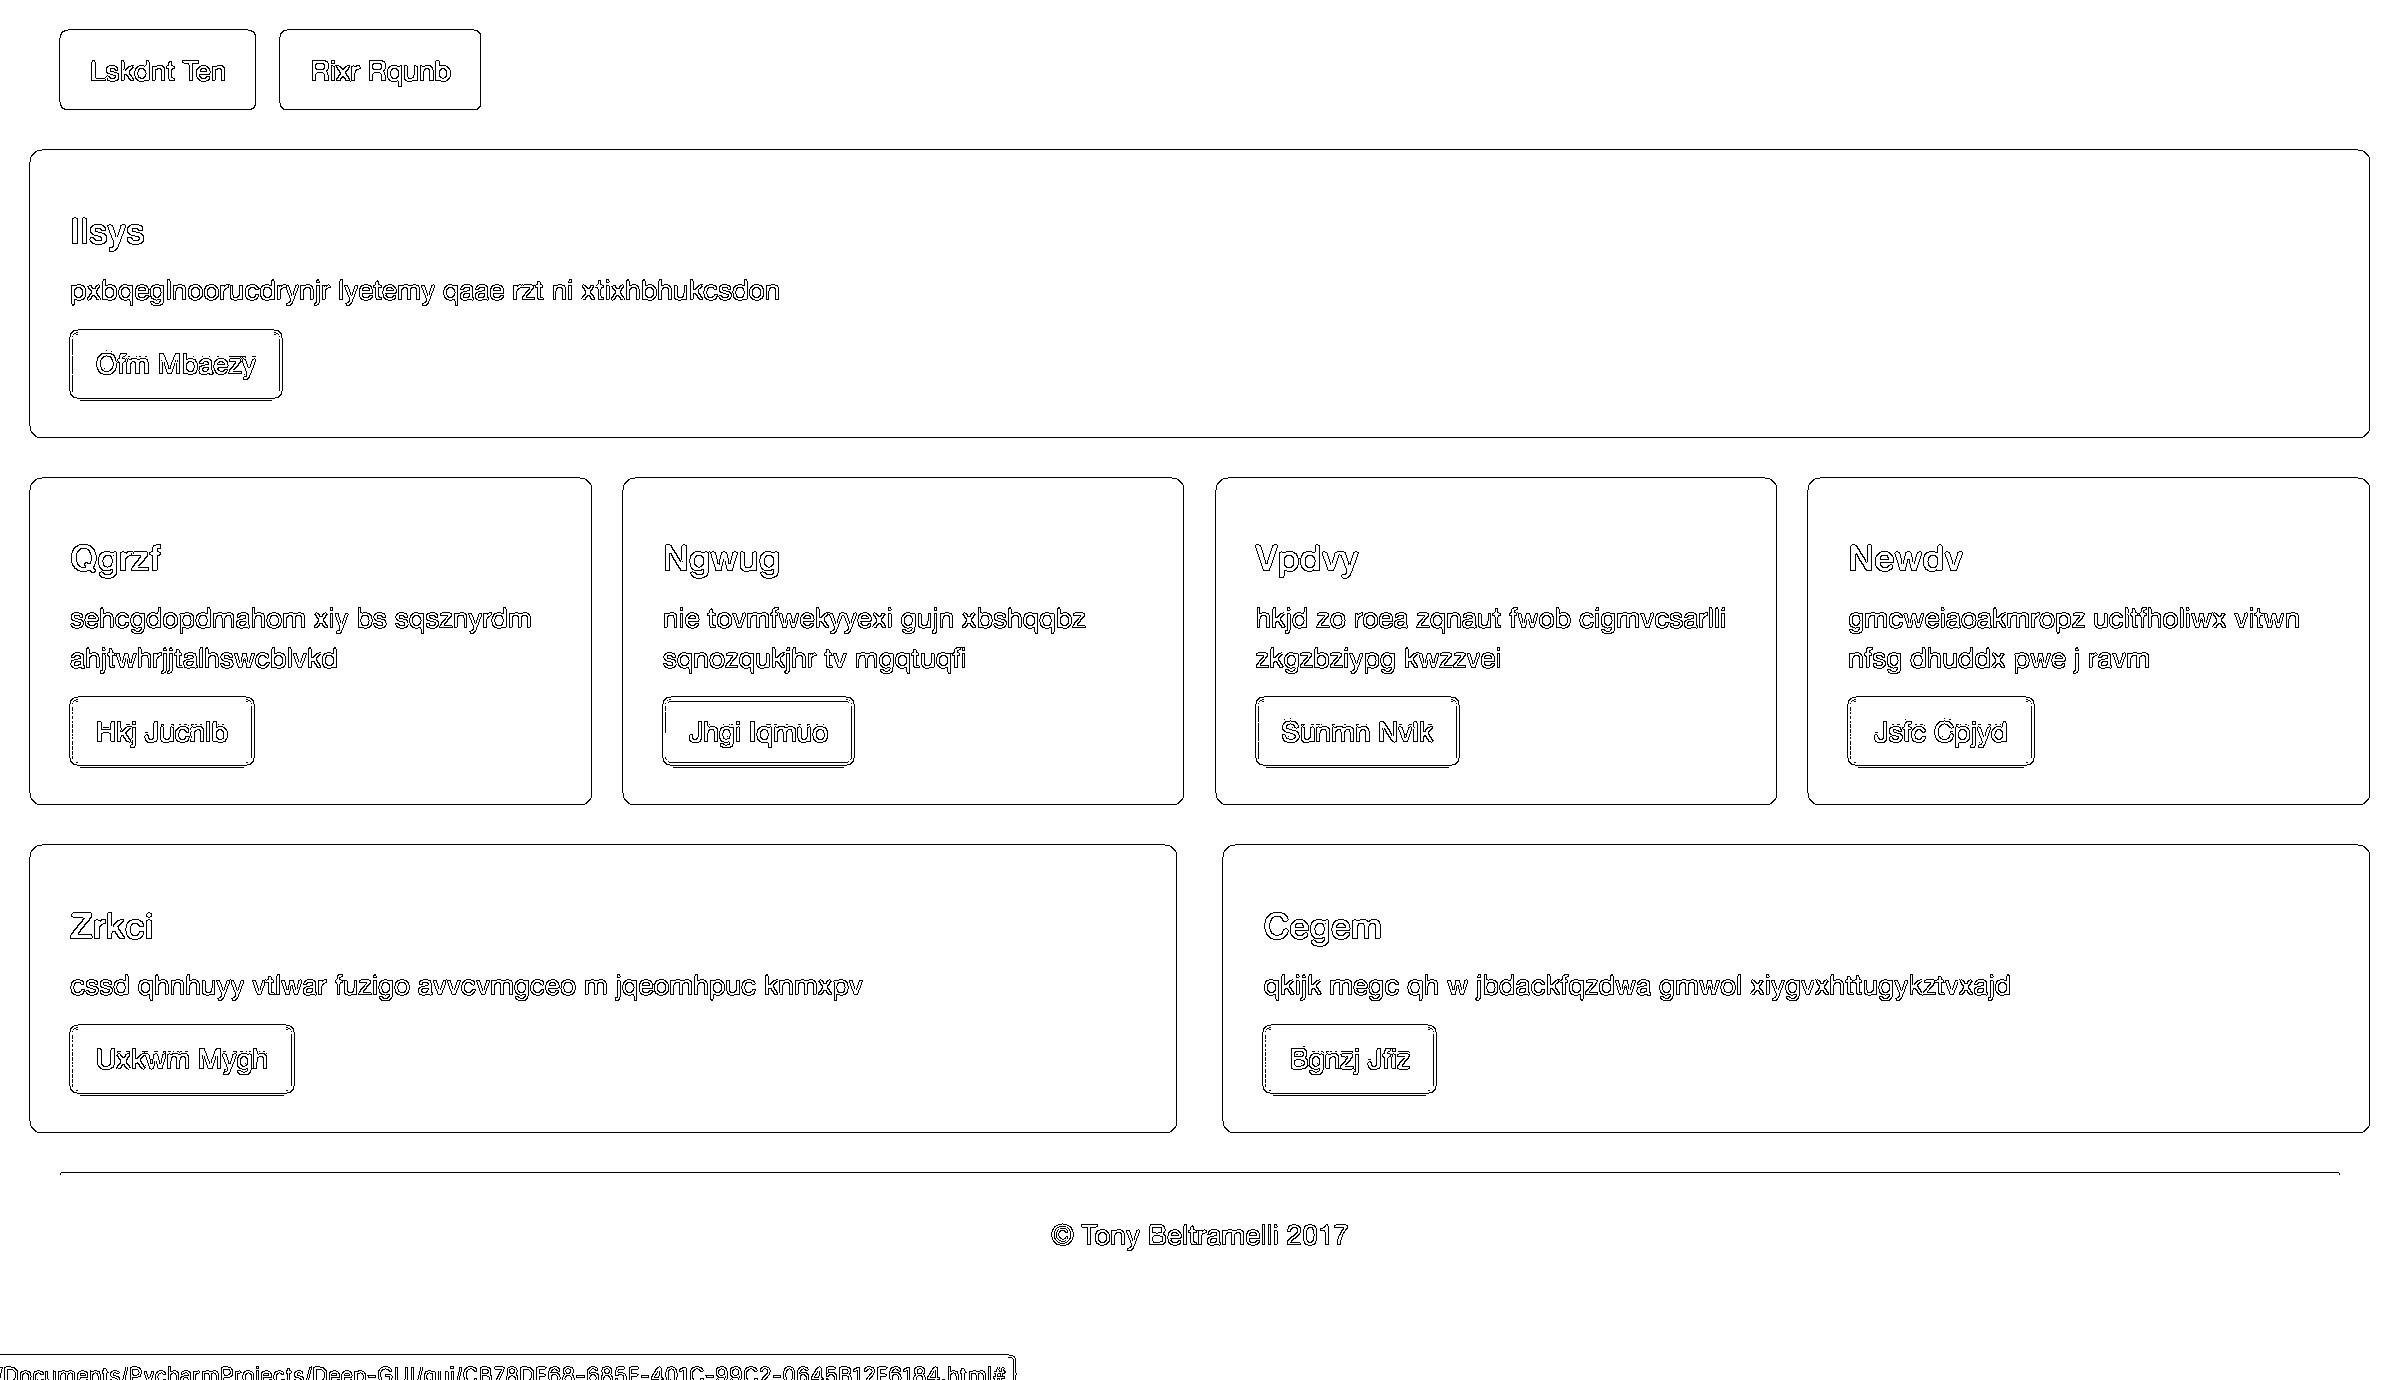 Lskdnt Ten
Rixr Rqunb
Ilsys
pxbqeglnoorucdrynjr lyetemy qaae rzt ni xtixhbhukcsdon
Ofm Mbaezy
Qgrzf
sehcgdopdmahom xiy bs sqsznyrdm
ahjtwhrjjtalhswcblvkd
Hkj Jucnlb
Ngwug
nie tovmfwekyyexi gujn xbshqqbz
sqnozqukjhr tv mgqtuqfi
Jhgi Iqmuo
Vpdvy
hkjd zo roea zqnaut fwob cigmvcsarlli
zkgzbziypg kwzzvei
Sunmn Nvlk
Newdv
gmcweiaoakmropz ucltfholiwx vitwn
nfsg dhuddx pwe j ravm
Jsfc Cpjyd
Zrkci
cssd qhnhuyy vtlwar fuzigo avvcvmgceo m jqeomhpuc knmxpv
Uxkwm Mygh
Cegem
qkijk megc qh w jbdackfqzdwa gmwol xiygvxhttugykztvxajd
Bgnzj Jfiz
© Tony Beltramelli 2017
/Documents/PycharmProjects/Deep-GUI/gui/CB78DF68-685F-401C-99C2-0645B12F6184.html#